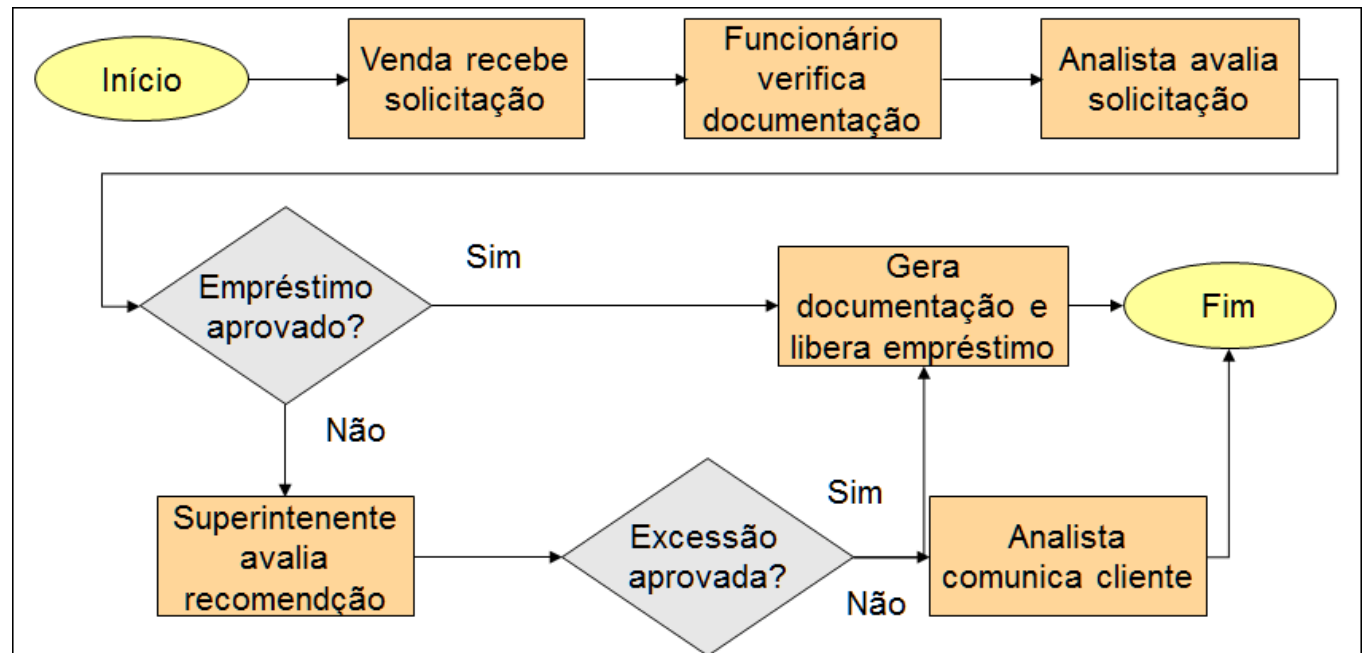 Início
Venda recebe
solicitação
Funcionário
verifica
documentação
Analista avalia
solicitação
Empréstimo
aprovado?
Sim
Gera
documentação e
libera empréstimo
Fim
Não
Superintenente
avalia
recomendção
Excessão
aprovada?
Sim
Não
Analista
comunica cliente